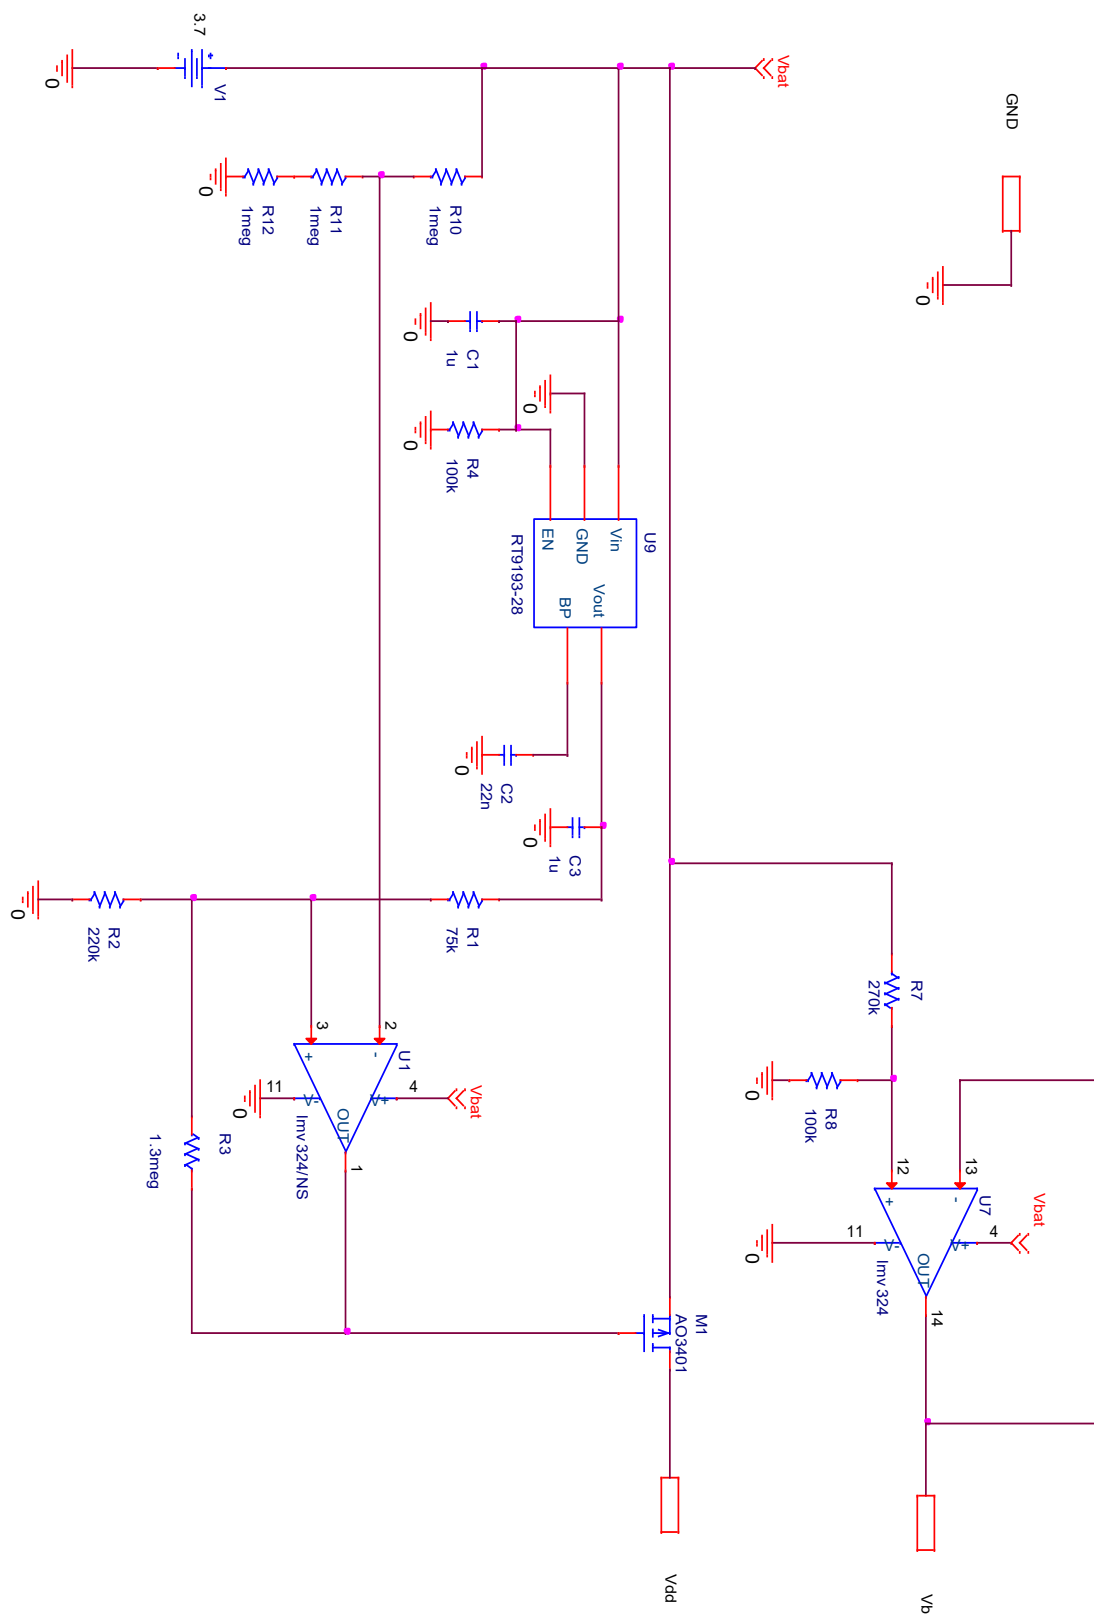 GND
0
Vbat
3.7
V1
0
R10
1meg
R11
1meg
R12
1meg
0
C1
1u
0
0
R4
100k
0
U9
RT9193-28
Vin
GND
EN
Vout
BP
C2
22n
0
C3
1u
0
R1
75k
R2
220k
0
R7
270k
R8
100k
0
2
3
-
+
U1
4
V+
Vbat
11
V-
0
OUT
lmv324/NS
1
R3
1.3meg
13
12
-
+
U7
4
V+
Vbat
11
V-
0
OUT
lmv324
14
M1
AO3401
Vdd
Vb